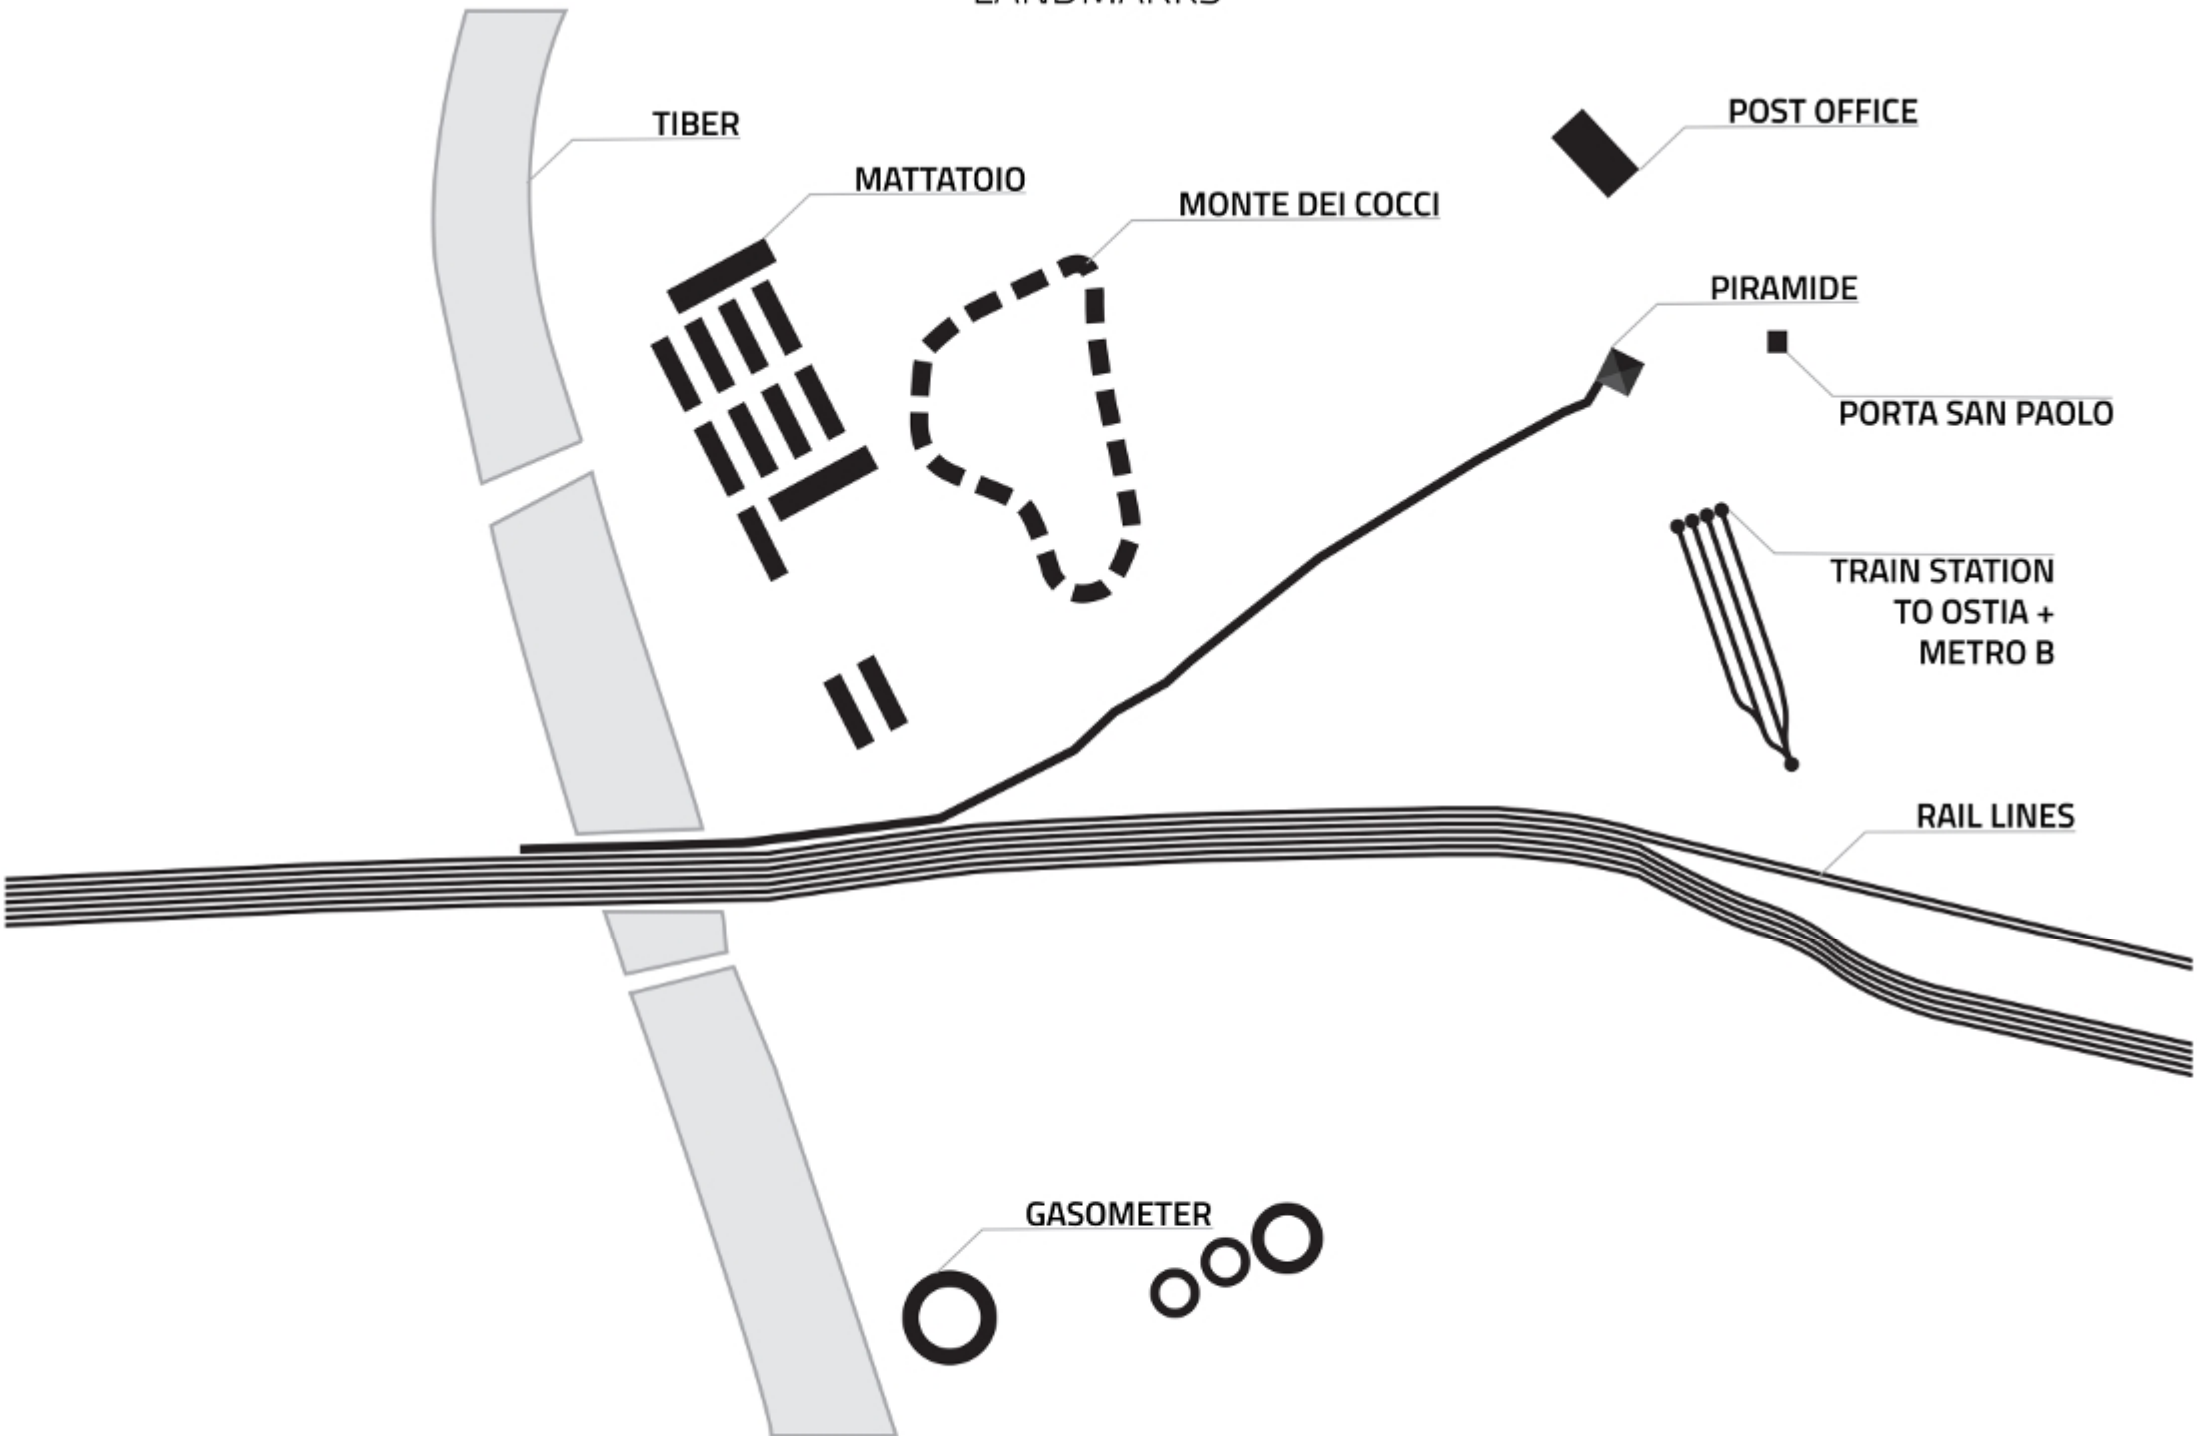 LANDMARKS
TIBER
POST OFFICE
MATTATOIO
MONTE DEI COCCI
PIRAMIDE
PORTA SAN PAOLO
TRAIN STATION
TO OSTIA +
METRO B
RAIL LINES
GASOMETER